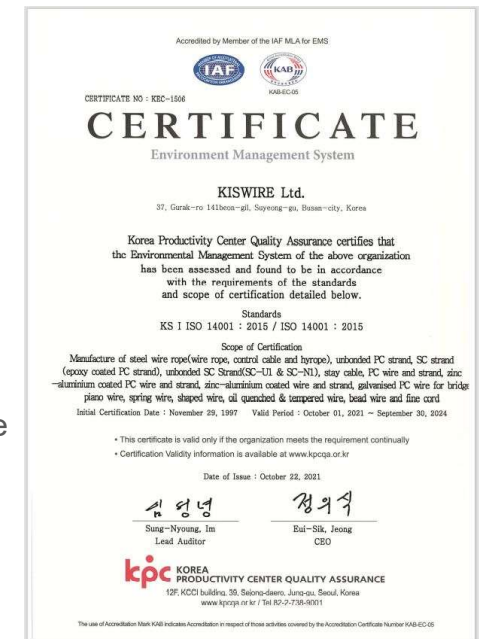 Accredited by Member of the IAF MLA for EMS
IAF
KAB
KAB-EC-05
CERTIFICATE NO : KEC-1506
CERTIFICATE
Environment Management System
KISWIRE Ltd.
37, Gurak-ro 141beon-gil, Suyeong-gu, Busan-city, Korea
Korea Productivity Center Quality Assurance certifies that
the Environmental Management System of the above organization
has been assessed and found to be in accordance
with the requirements of the standards
and scope of certification detailed below.
Standards
KS I ISO 14001 : 2015 / ISO 14001 : 2015
Scope of Certification
Manufacture of steel wire rope(wire rope, control cable and hyrope), unbonded PC strand, SC strand
(epoxy coated PC strand), unbonded SC Strand(SC-U1 & SC-N1), stay cable, PC wire and strand, zinc
-aluminium coated PC wire and strand, zinc-aluminium coated wire and strand, galvanised PC wire for bridge
piano wire, spring wire, shaped wire, oil quenched & tempered wire, bead wire and fine cord
Initial Certification Date : November 29, 1997 Valid Period : October 01, 2021 ~ September 30, 2024
• This certificate is valid only if the organization meets the requirement continually
• Certification Validity information is available at www.kpcqa.or.kr
Date of Issue : October 22, 2021
Sung-Nyoung, Im
Lead Auditor
정의식
Eui-Sik, Jeong
CEO
kpc KOREA
PRODUCTIVITY CENTER QUALITY ASSURANCE
12F, KCCI building, 39, Sejong-daero, Jung-gu, Seoul, Korea
www.kpcqa.or.kr / Tel 82-2-738-9001
The use of Accreditation Mark KAB indicates Accreditation in respect of those activities covered by the Accreditation Certificate Number KAB-EC-05
e